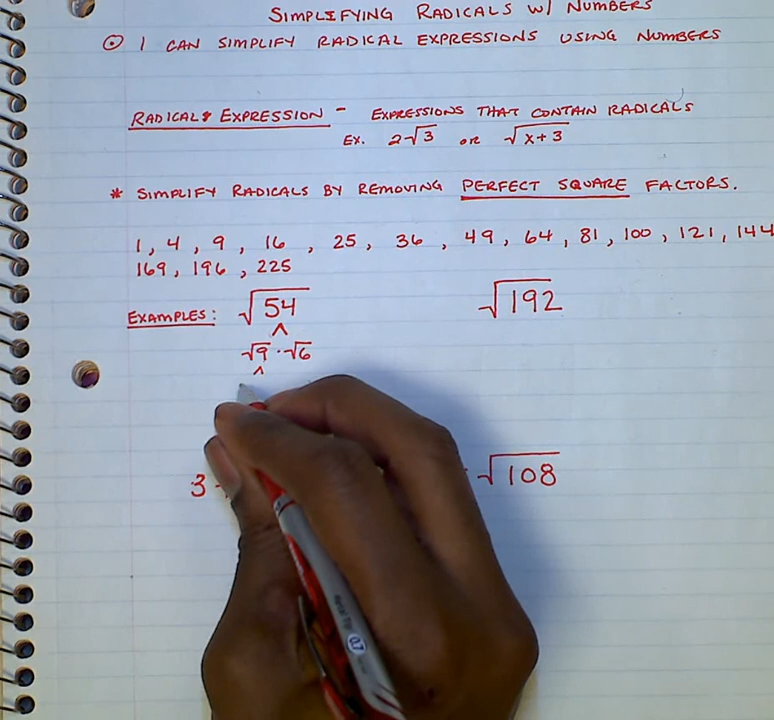 SIMPLIFYING RADICALS W/ NUMBERS
I CAN SIMPLIFY RADICAL EXPRESSIONS USING NUMBERS
RADICAL EXPRESSION - EXPRESSIONS THAT CONTAIN RADICALS
EX. 2√3 OR √x+3
* SIMPLIFY RADICALS BY REMOVING PERFECT SQUARE FACTORS.
1, 4, 9, 16, 25, 36, 49, 64, 81, 100, 121, 144
169, 196, 225
EXAMPLES: √54 √192
√9 · √6
3 √108
0.7